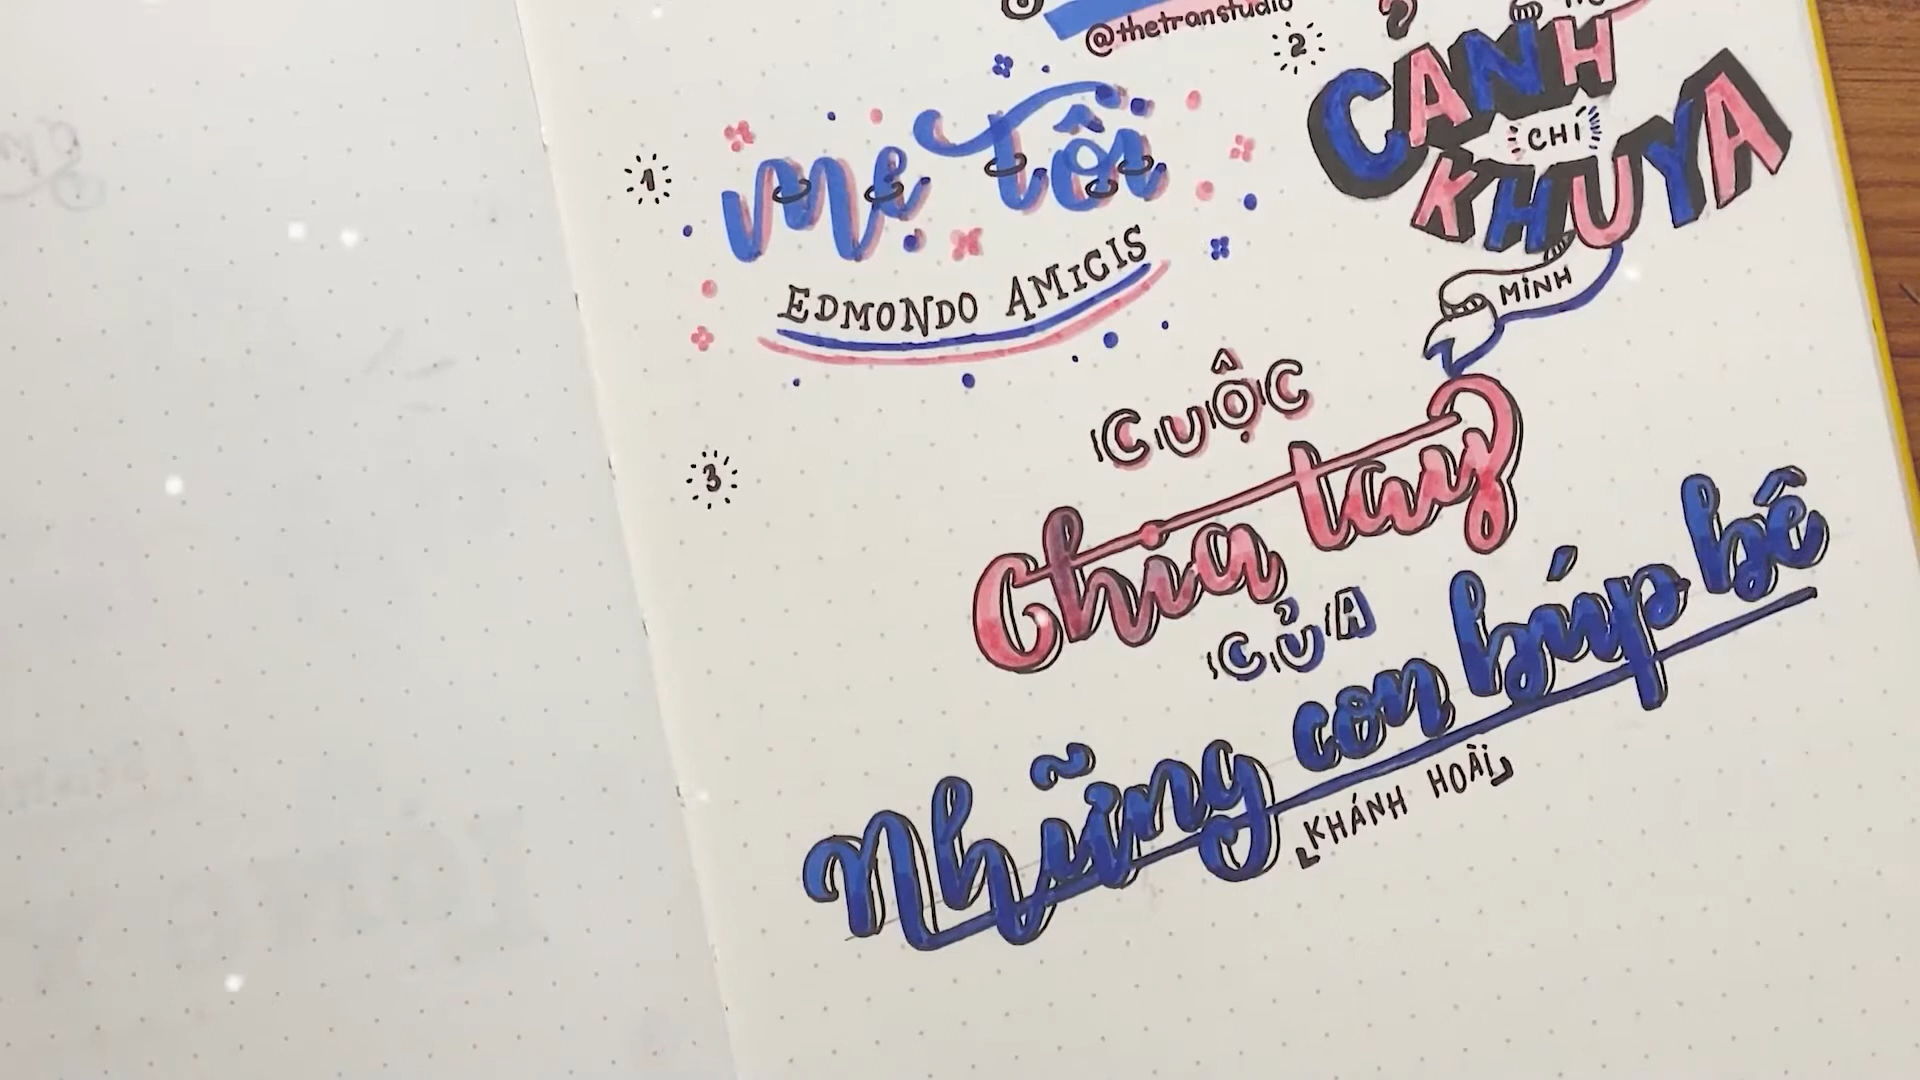 @thetranstudio
1
mẹ tôi
EDMONDO AMICIS
2
CẢNH
KHUYA
CHÍ
MINH
3
CUỘC
Chia tay
CỦA
Những con búp bê
KHÁNH HOÀI